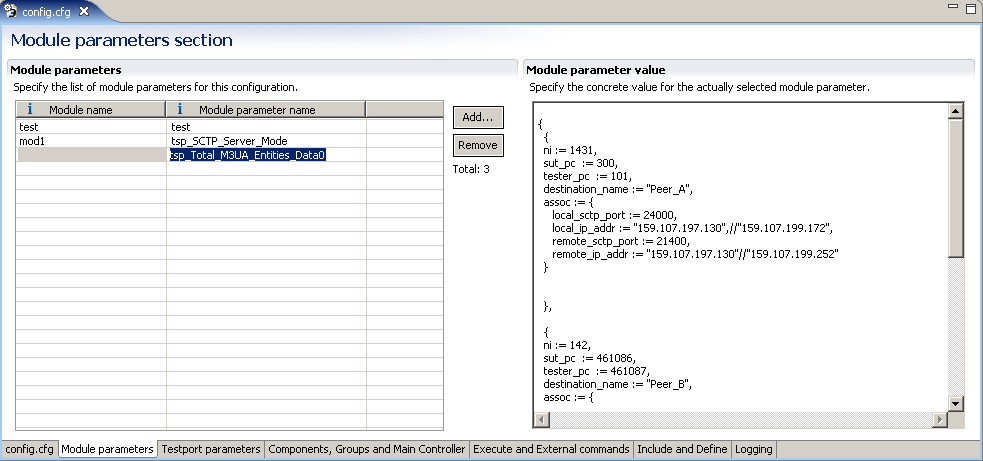 config.cfg
Module parameters section
Module parameters
Specify the list of module parameters for this configuration.
Module name Module parameter name
test test
mod1 tsp_SCTP_Server_Mode
tsp_Total_M3UA_Entities_Data0
Add...
Remove
Total: 3
Module parameter value
Specify the concrete value for the actually selected module parameter.
{
{
ni := 1431,
sut_pc := 300,
tester_pc := 101,
destination_name := "Peer_A",
assoc := {
local_sctp_port := 24000,
local_ip_addr := "159.107.197.130",//"159.107.199.172",
remote_sctp_port := 21400,
remote_ip_addr := "159.107.197.130"//"159.107.199.252"
}
},
{
ni := 142,
sut_pc := 461086,
tester_pc := 461087,
destination_name := "Peer_B",
assoc := {
config.cfg Module parameters Testport parameters Components, Groups and Main Controller Execute and External commands Include and Define Logging